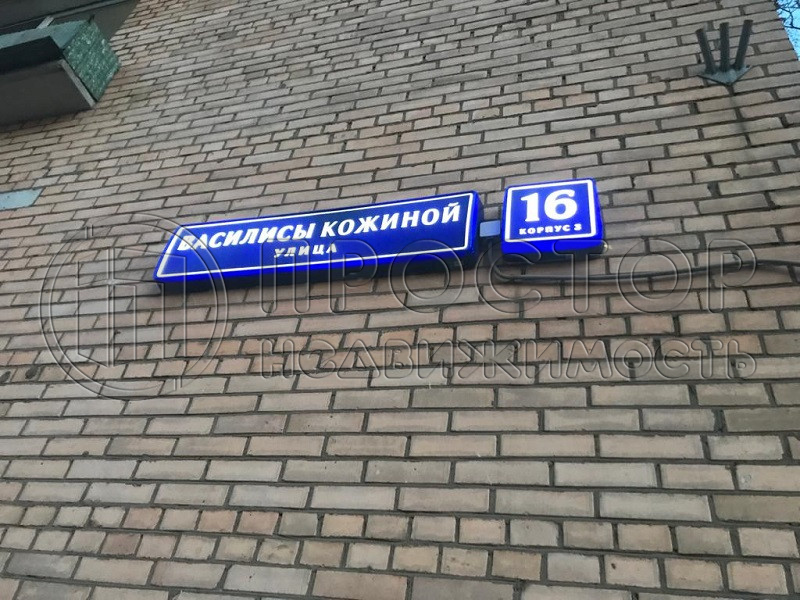 ВАСИЛИСЫ КОЖИНОЙ
УЛИЦА
16
КОРПУС 3
ПРОСТОР
НЕДВИЖИМОСТЬ